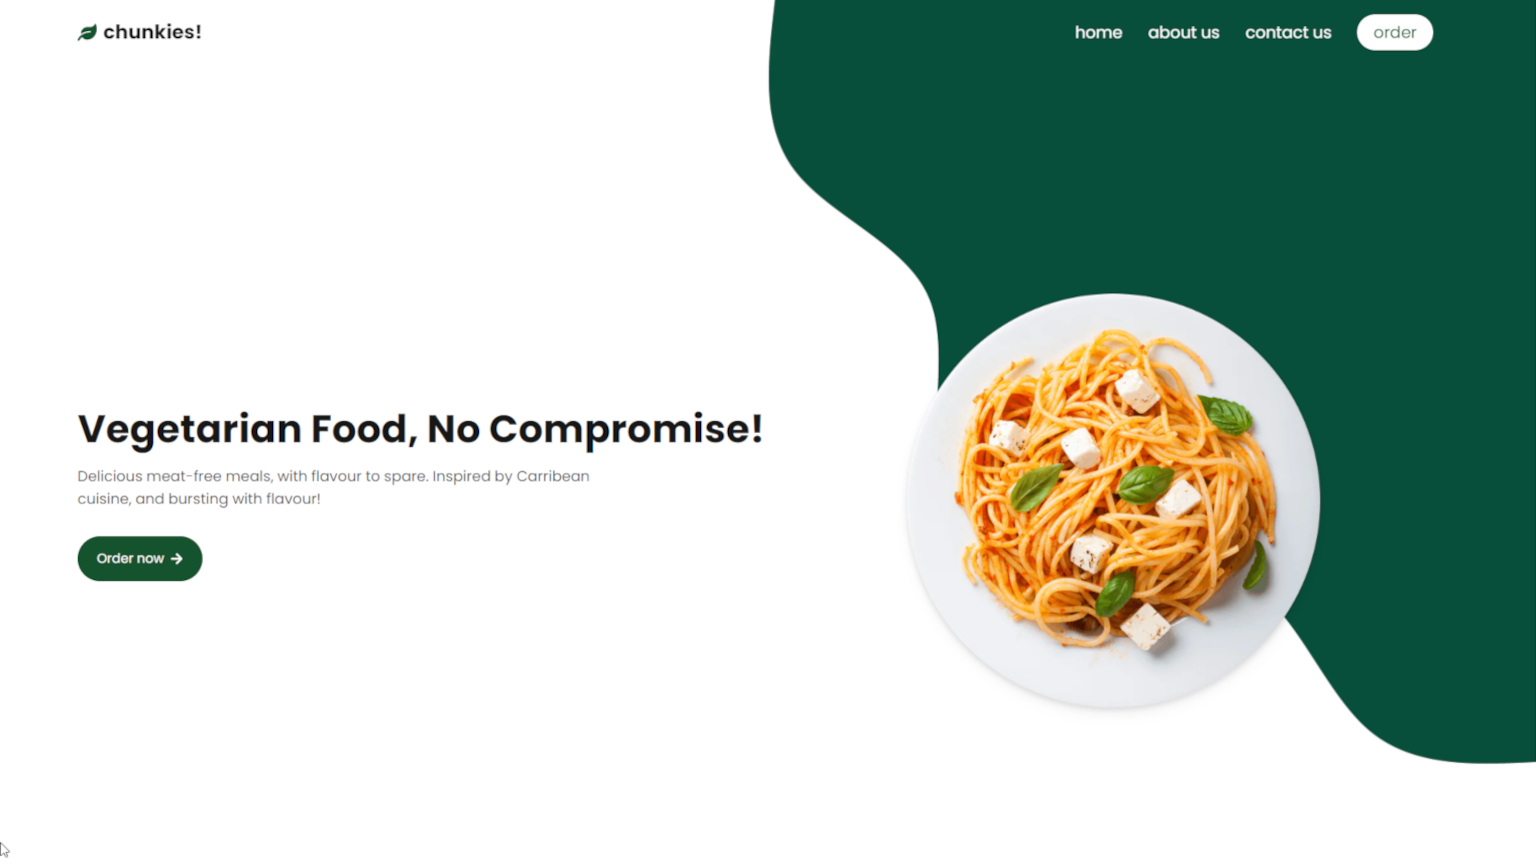 chunkies!
home about us contact us order
Vegetarian Food, No Compromise!
Delicious meat-free meals, with flavour to spare. Inspired by Carribean
cuisine, and bursting with flavour!
Order now